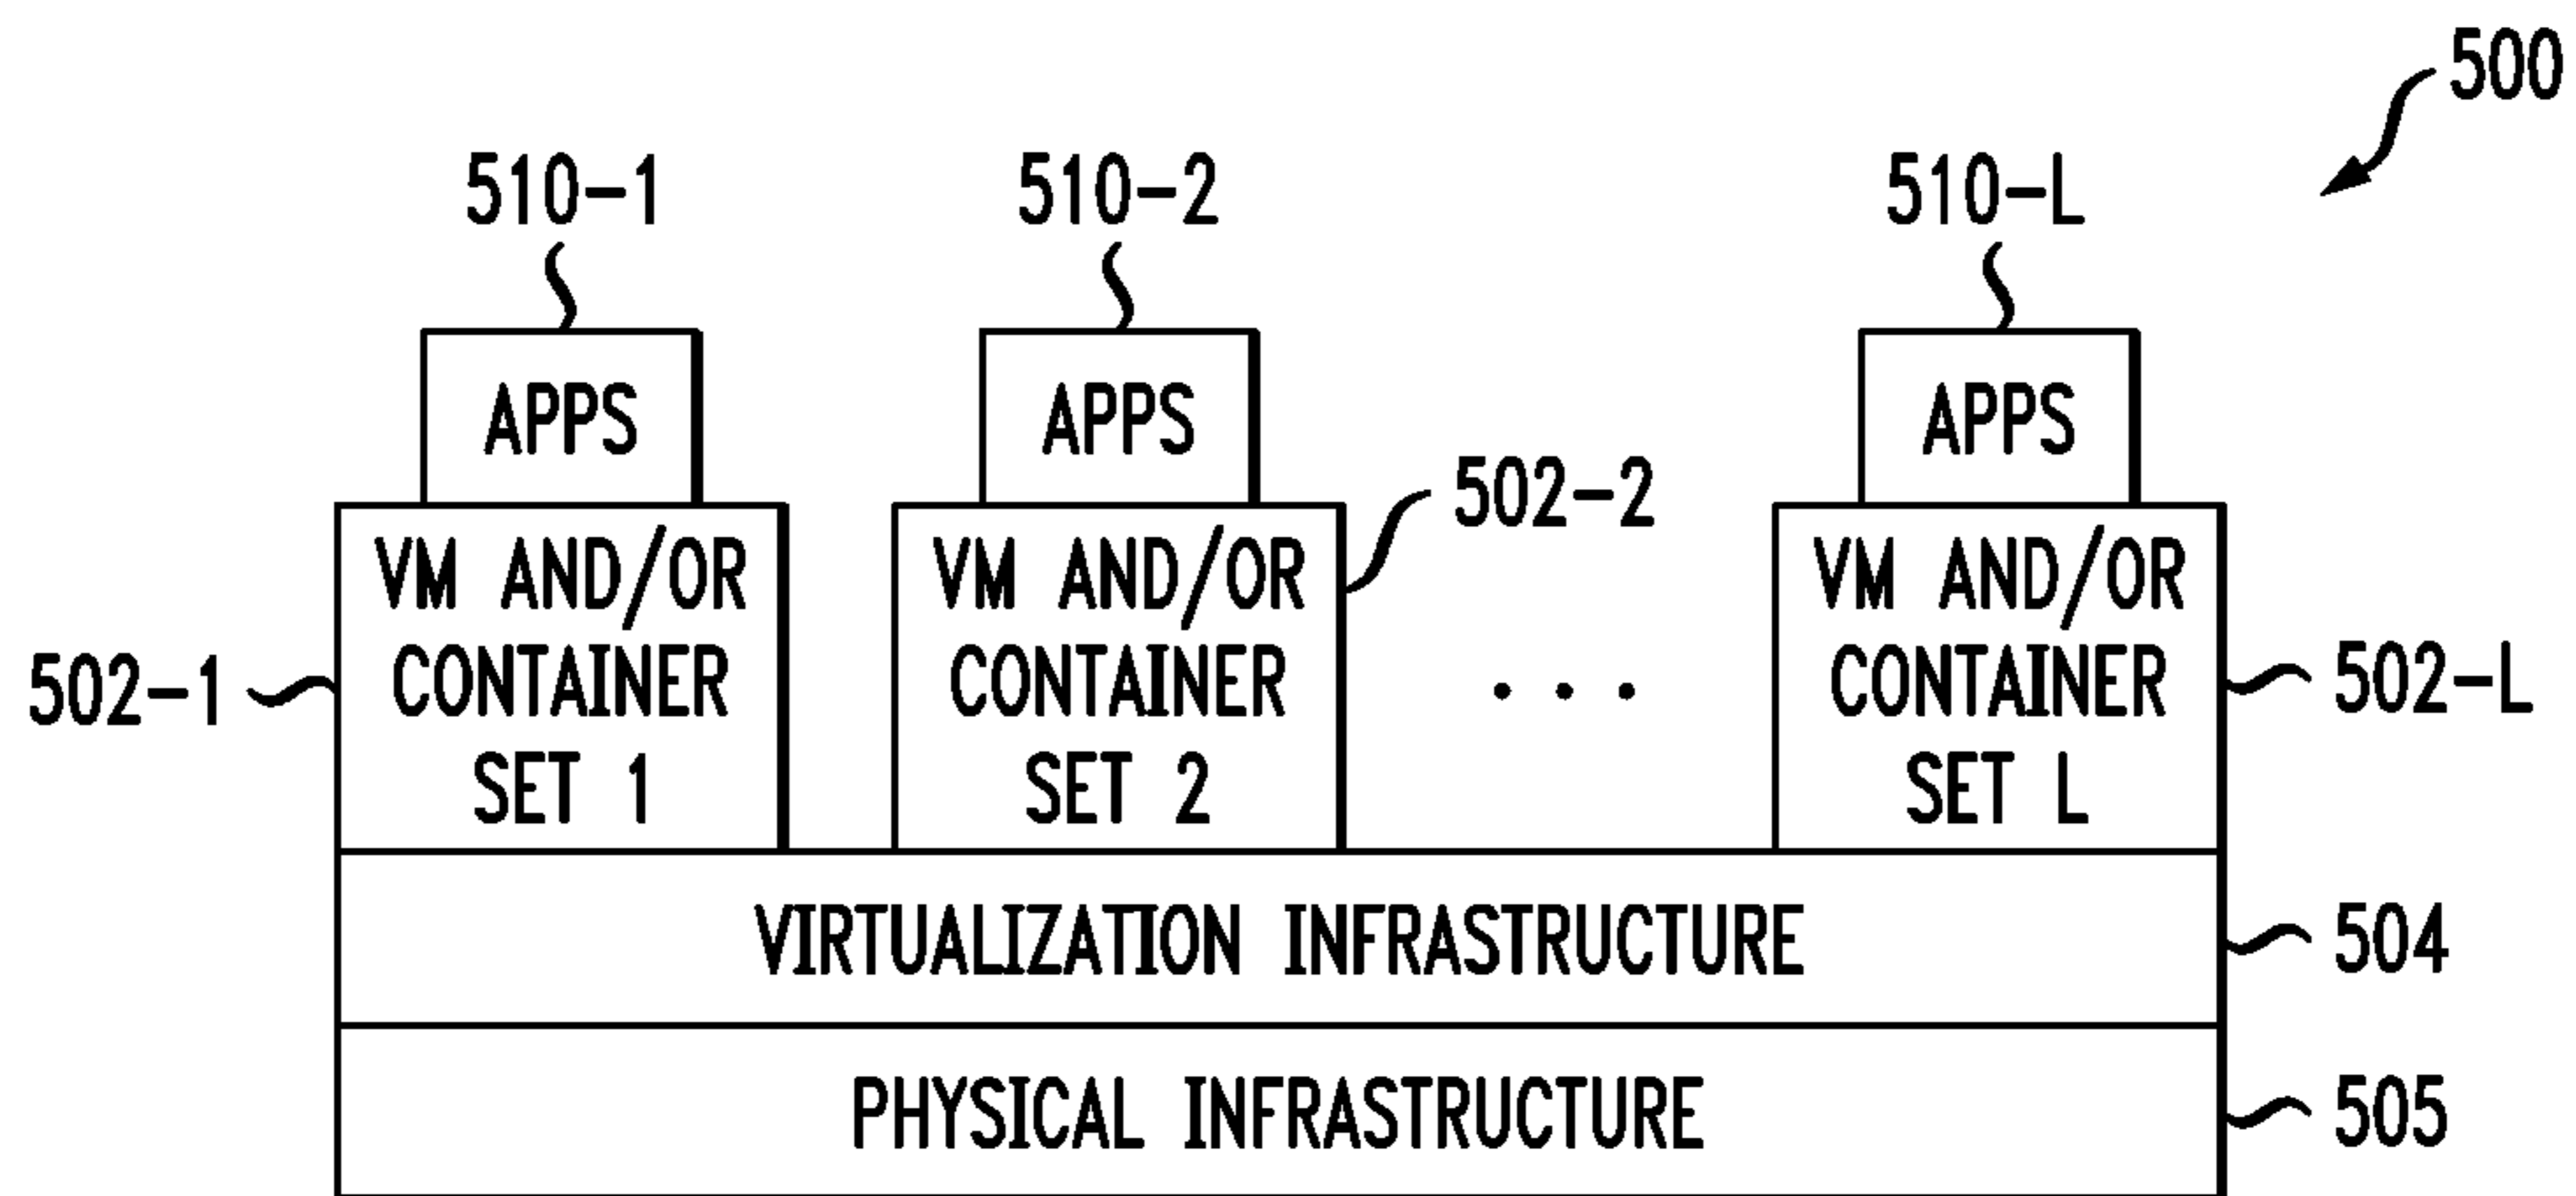 500
510-1
510-2
510-L
APPS
APPS
APPS
502-2
VM AND/OR
CONTAINER
SET 1
VM AND/OR
CONTAINER
SET 2
VM AND/OR
CONTAINER
SET L
502-1
. . .
502-L
VIRTUALIZATION INFRASTRUCTURE
504
PHYSICAL INFRASTRUCTURE
505